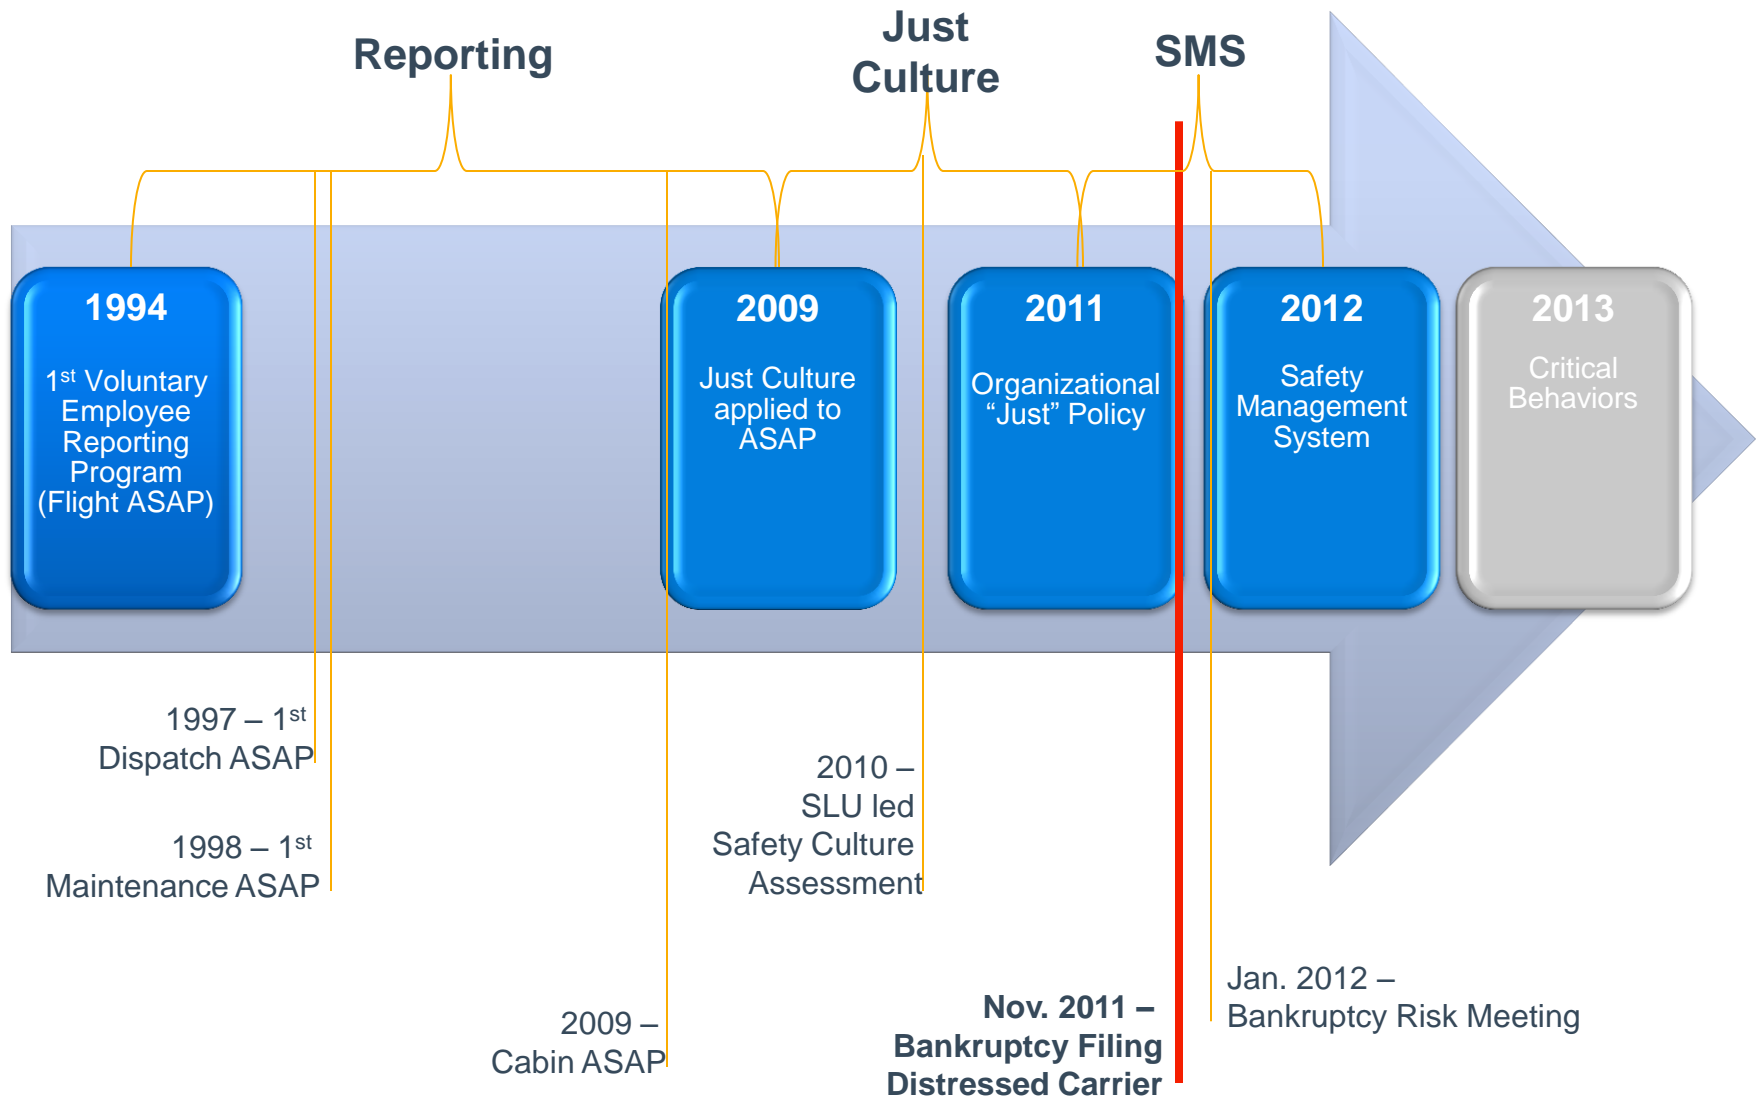 Reporting
Just
Culture
SMS
1994
1st Voluntary
Employee
Reporting
Program
(Flight ASAP)
2009
Just Culture
applied to
ASAP
2011
Organizational
“Just” Policy
2012
Safety
Management
System
2013
Critical
Behaviors
1997 – 1st
Dispatch ASAP
1998 – 1st
Maintenance ASAP
2009 –
Cabin ASAP
2010 –
SLU led
Safety Culture
Assessment
Nov. 2011 –
Bankruptcy Filing
Distressed Carrier
Jan. 2012 –
Bankruptcy Risk Meeting